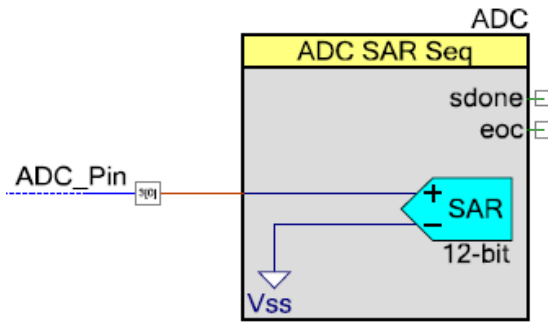 ADC
ADC SAR Seq
sdone
eoc
ADC_Pin
+
SAR
−
12-bit
Vss